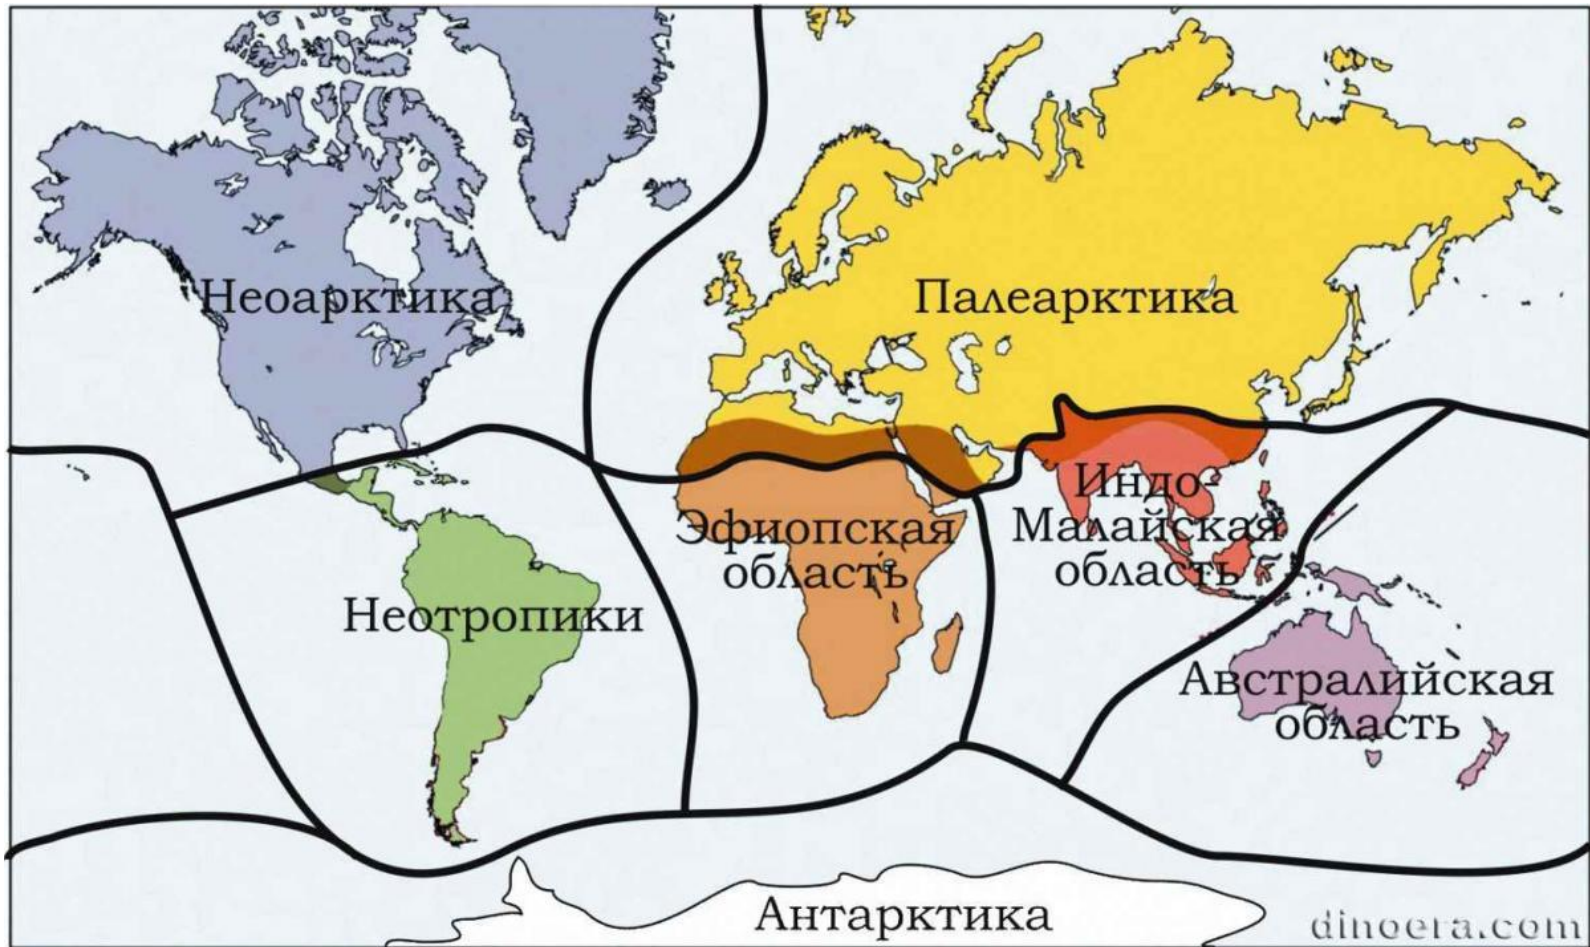 Неоарктика
Палеарктика
Индо-
Малайская
область
Эфиопская
область
Неотропики
Австралийская
область
Антарктика
dinoera.com